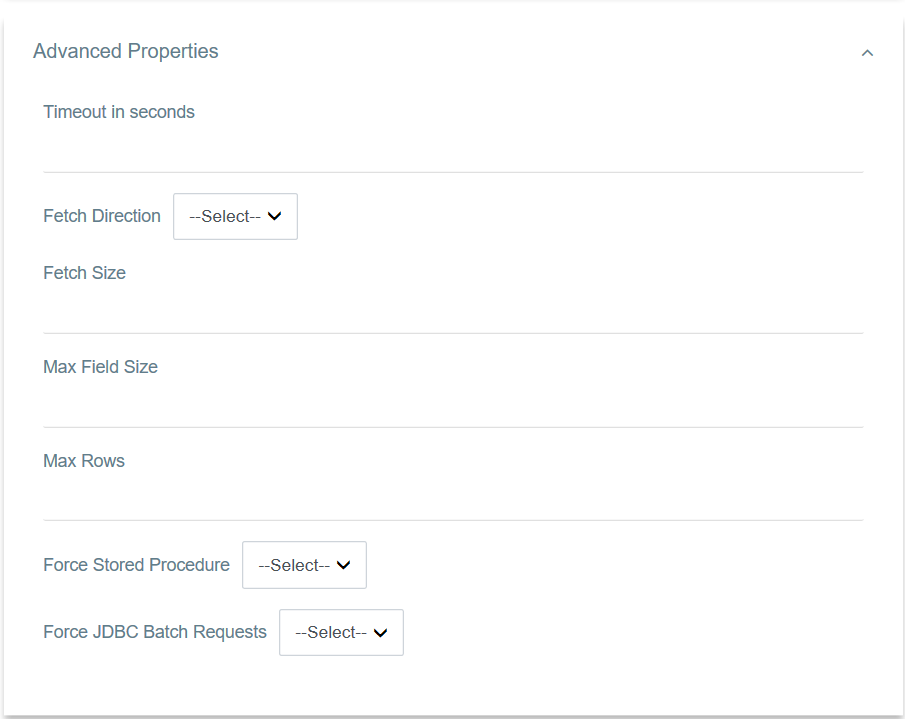 Advanced Properties
Timeout in seconds
Fetch Direction --Select--
Fetch Size
Max Field Size
Max Rows
Force Stored Procedure --Select--
Force JDBC Batch Requests --Select--